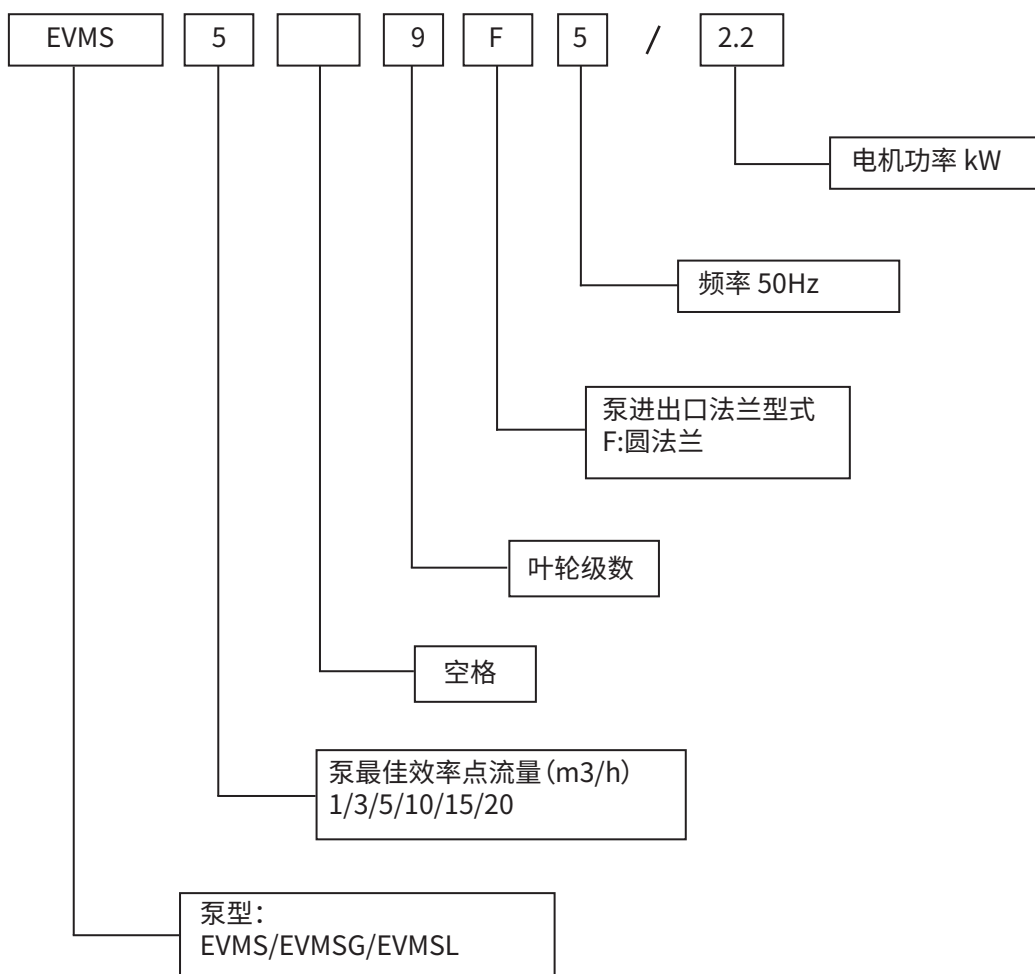 EVMS 5 9 F 5 / 2.2
电机功率 kW
频率 50Hz
泵进出口法兰型式
F:圆法兰
叶轮级数
空格
泵最佳效率点流量（m3/h）
1/3/5/10/15/20
泵型：
EVMS/EVMSG/EVMSL